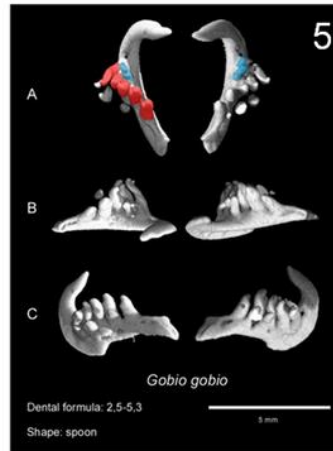 5
A
B
C
Gobio gobio
Dental formula: 2,5-5,3
Shape: spoon
5 mm